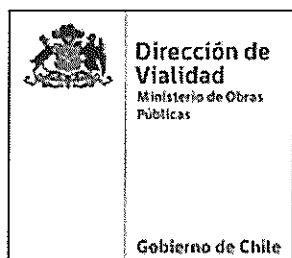 Dirección de
Vialidad
Ministerio de Obras
Públicas
Gobierno de Chile